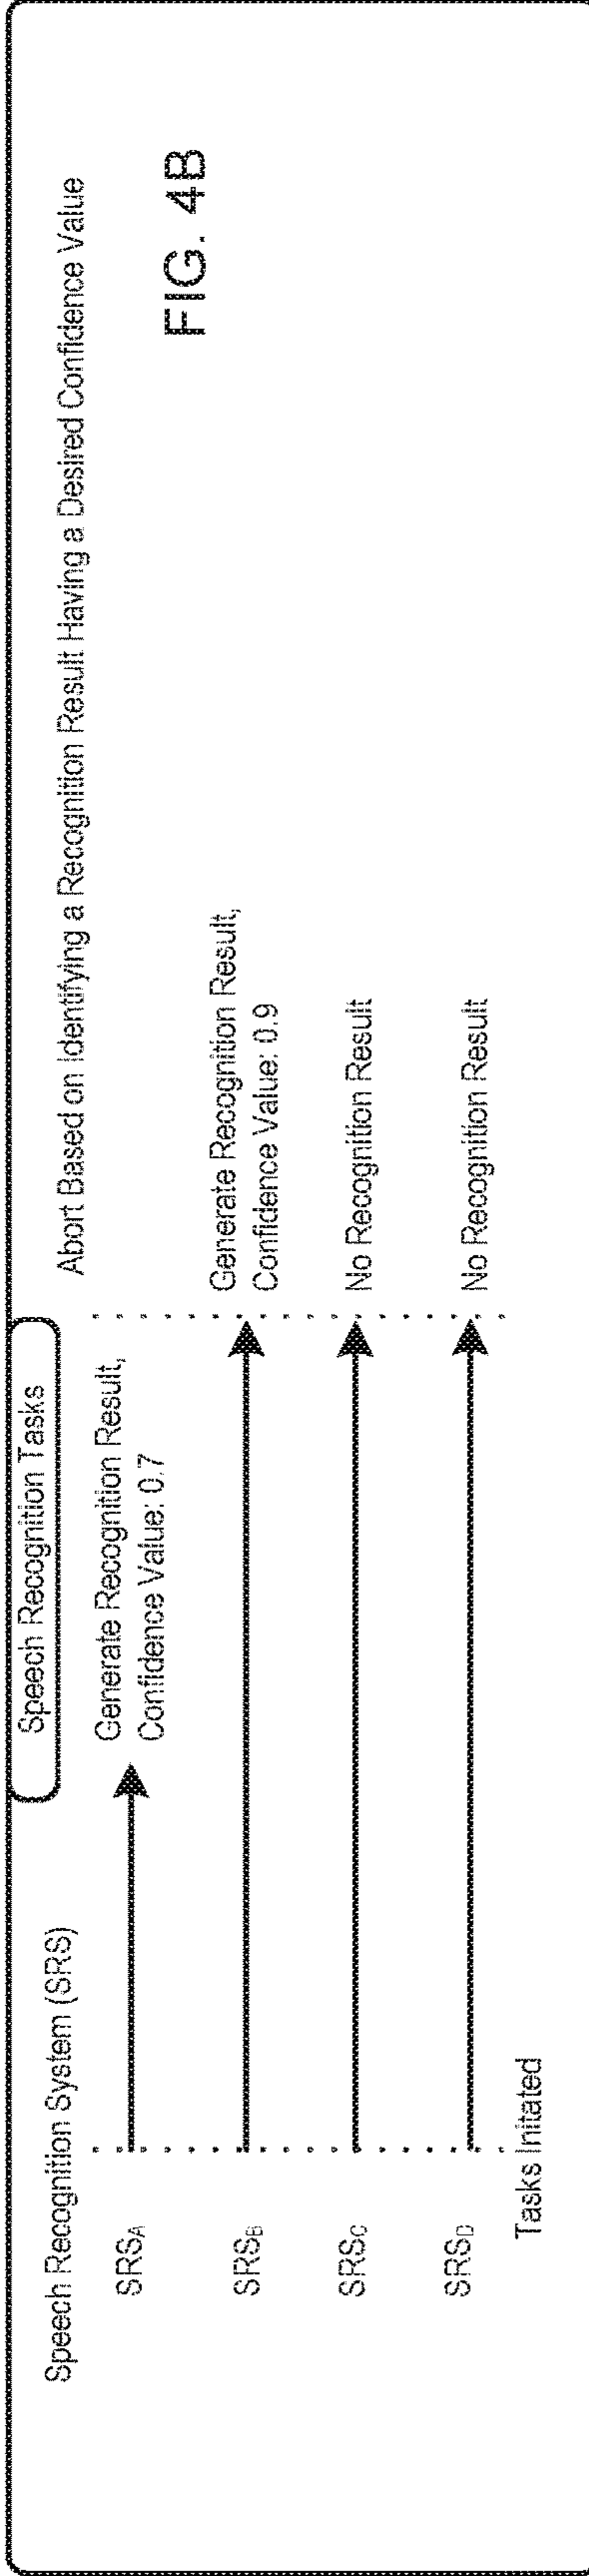 Speech Recognition Tasks
Speech Recognition System (SRS)
Abort Based on Identifying a Recognition Result Having a Desired Confidence Value
SRSA
Generate Recognition Result,
Confidence Value: 0.7
SRSB
Generate Recognition Result,
Confidence Value: 0.9
SRSC
No Recognition Result
SRSD
No Recognition Result
Tasks Initated
FIG. 4B